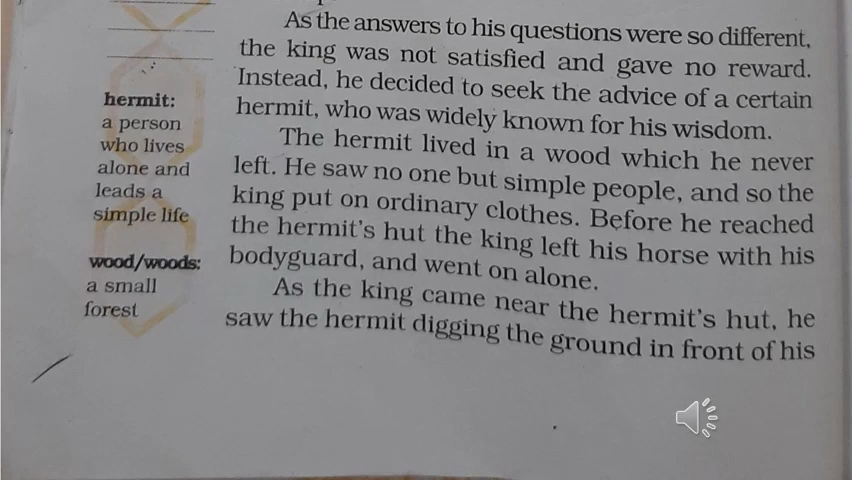 As the answers to his questions were so different,
the king was not satisfied and gave no reward.
Instead, he decided to seek the advice of a certain
hermit, who was widely known for his wisdom.
The hermit lived in a wood which he never
left. He saw no one but simple people, and so the
king put on ordinary clothes. Before he reached
the hermit's hut the king left his horse with his
bodyguard, and went on alone.
As the king came near the hermit's hut, he
saw the hermit digging the ground in front of his
hermit:
a person
who lives
alone and
leads a
simple life
wood/woods:
a small
forest